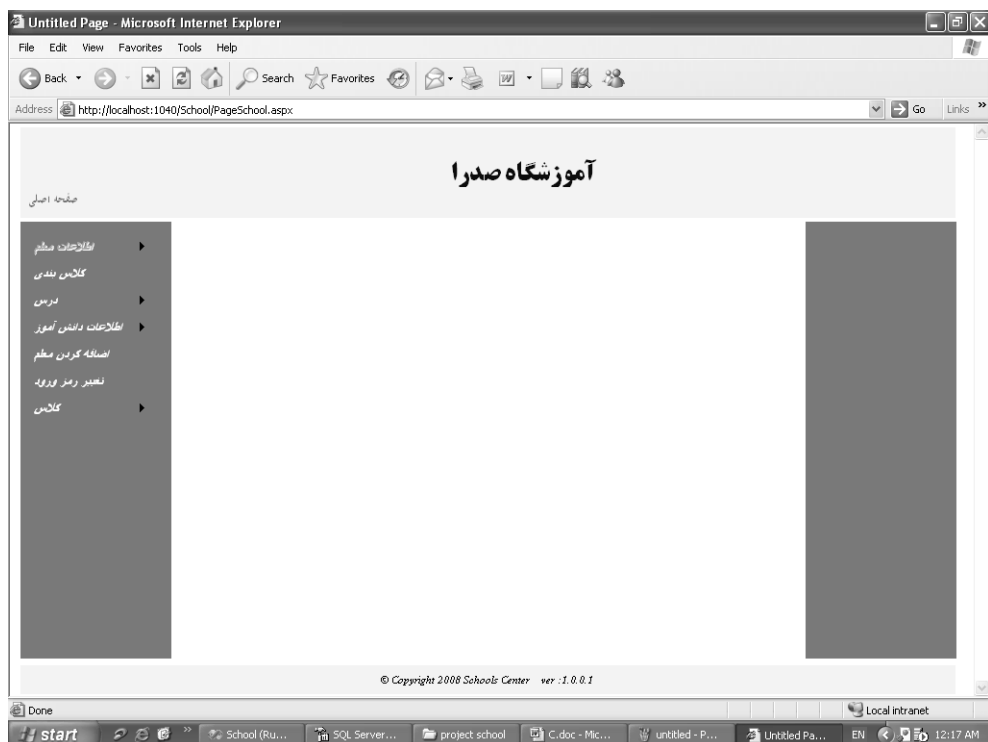 Untitled Page - Microsoft Internet Explorer
File Edit View Favorites Tools Help
Back Search Favorites
Address http://localhost:1040/School/PageSchool.aspx Go Links »
آموزشگاه صدرا
صفحه اصلی
اطلاعات معلم
کلاس بندی
درس
اطلاعات دانش آموز
اضافه کردن معلم
تغییر رمز ورود
کلاس
© Copyright 2008 Schools Center ver :1.0.0.1
Done Local intranet
start » School (Ru... SQL Server... project school C.doc - Mic... untitled - P... Untitled Pa... EN 12:17 AM